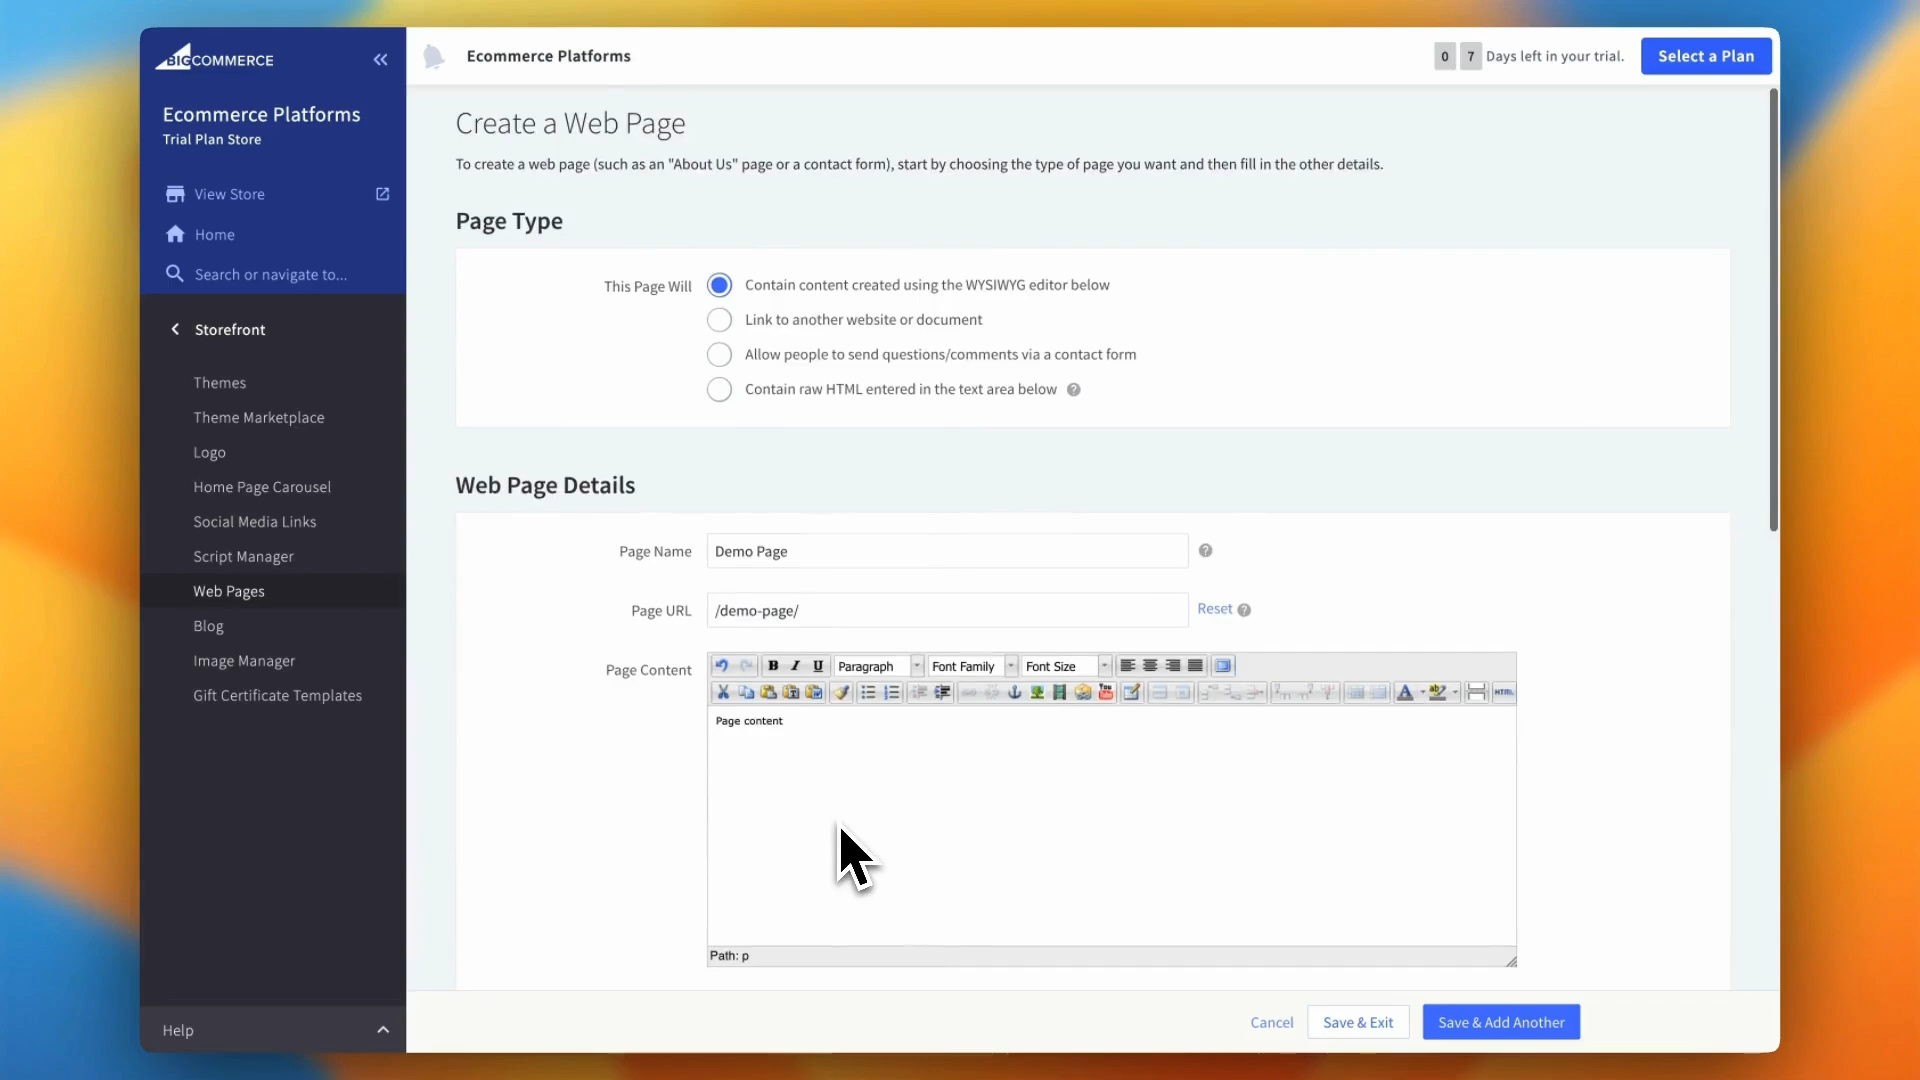 BIGCOMMERCE
Ecommerce Platforms
Trial Plan Store
View Store
Home
Search or navigate to...
Storefront
Themes
Theme Marketplace
Logo
Home Page Carousel
Social Media Links
Script Manager
Web Pages
Blog
Image Manager
Gift Certificate Templates
Help
Ecommerce Platforms
0 7 Days left in your trial.
Select a Plan
Create a Web Page
To create a web page (such as an "About Us" page or a contact form), start by choosing the type of page you want and then fill in the other details.
Page Type
This Page Will
Contain content created using the WYSIWYG editor below
Link to another website or document
Allow people to send questions/comments via a contact form
Contain raw HTML entered in the text area below ?
Web Page Details
Page Name Demo Page ?
Page URL /demo-page/ Reset ?
Page Content
B I U Paragraph Font Family Font Size
A ab HTML
Page content
Path: p
Cancel
Save & Exit
Save & Add Another